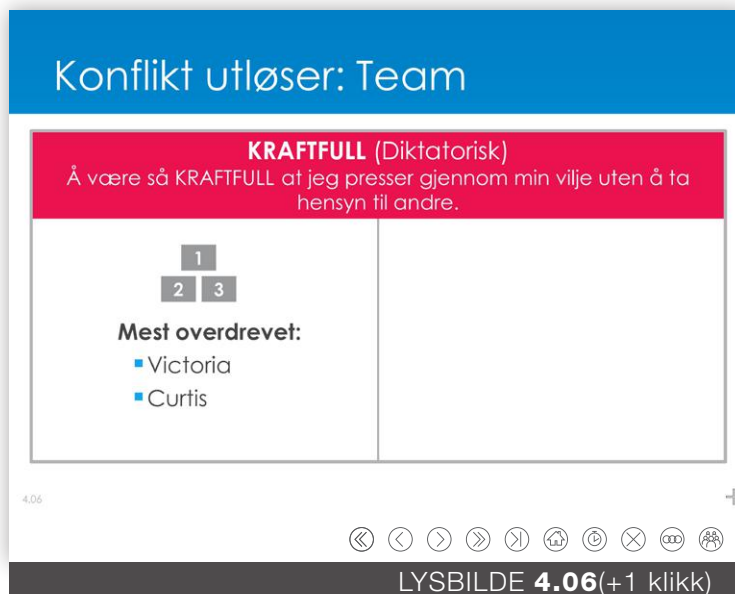 Konflikt utløser: Team
KRAFTFULL (Diktatorisk)
Å være så KRAFTFULL at jeg presser gjennom min vilje uten å ta
hensyn til andre.
1
2 3
Mest overdrevet:
▪ Victoria
▪ Curtis
4.06
LYSBILDE 4.06(+1 klikk)